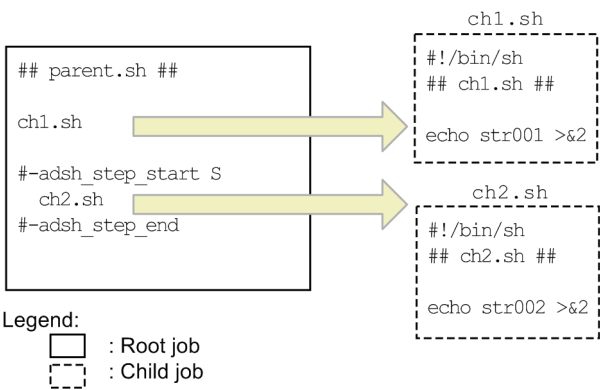 ## parent.sh ##
ch1.sh
#-adsh_step_start S
ch2.sh
#-adsh_step_end
ch1.sh
#!/bin/sh
## ch1.sh ##
echo str001 >&2
ch2.sh
#!/bin/sh
## ch2.sh ##
echo str002 >&2
Legend:
: Root job
: Child job